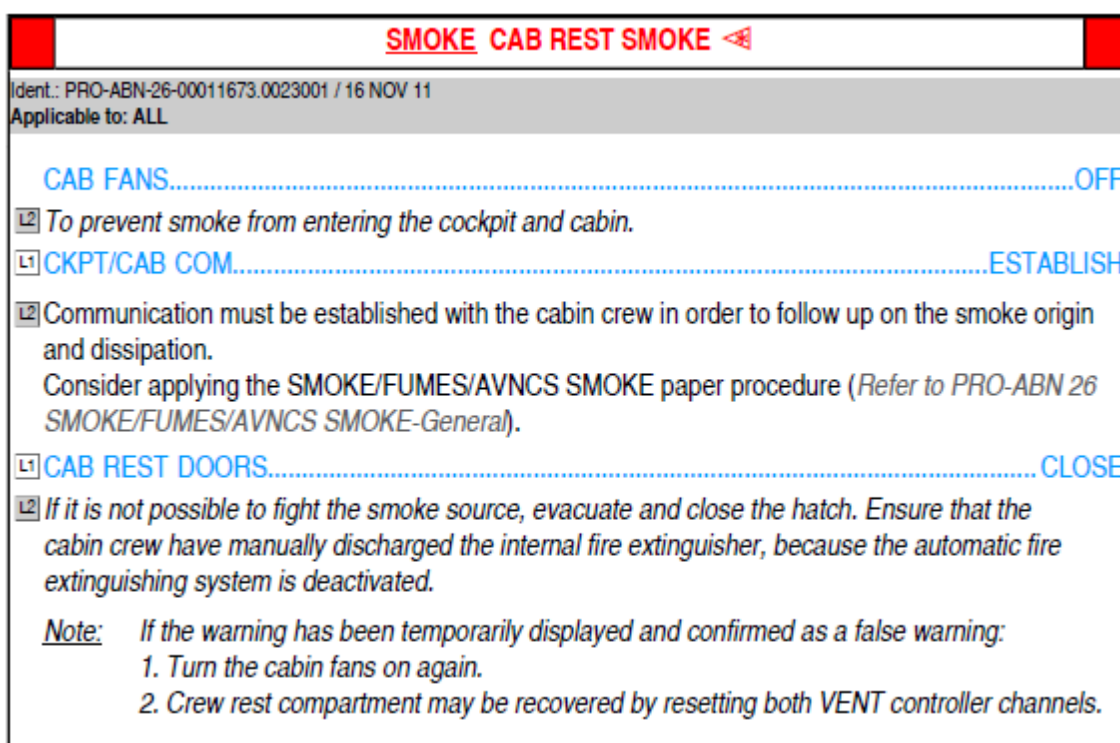 SMOKE CAB REST SMOKE
Ident.: PRO-ABN-26-00011673.0023001 / 16 NOV 11
Applicable to: ALL
CAB FANS..........OFF
L2 To prevent smoke from entering the cockpit and cabin.
L1 CKPT/CAB COM..........ESTABLISH
L2 Communication must be established with the cabin crew in order to follow up on the smoke origin
and dissipation.
Consider applying the SMOKE/FUMES/AVNCS SMOKE paper procedure (Refer to PRO-ABN 26
SMOKE/FUMES/AVNCS SMOKE-General).
L1 CAB REST DOORS..........CLOSE
L2 If it is not possible to fight the smoke source, evacuate and close the hatch. Ensure that the
cabin crew have manually discharged the internal fire extinguisher, because the automatic fire
extinguishing system is deactivated.
Note: If the warning has been temporarily displayed and confirmed as a false warning:
1. Turn the cabin fans on again.
2. Crew rest compartment may be recovered by resetting both VENT controller channels.